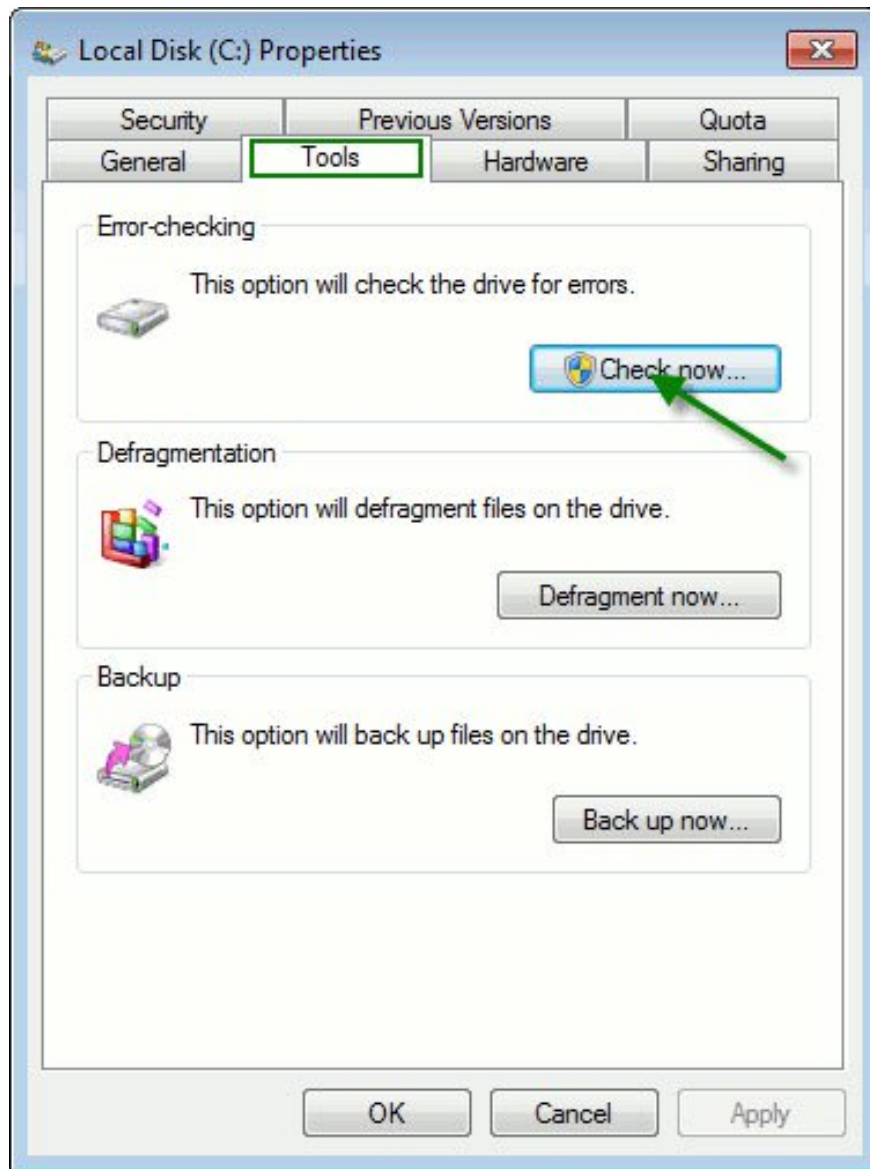 Local Disk (C:) Properties
Security Previous Versions Quota
General Tools Hardware Sharing
Error-checking
This option will check the drive for errors.
Check now...
Defragmentation
This option will defragment files on the drive.
Defragment now...
Backup
This option will back up files on the drive.
Back up now...
OK Cancel Apply